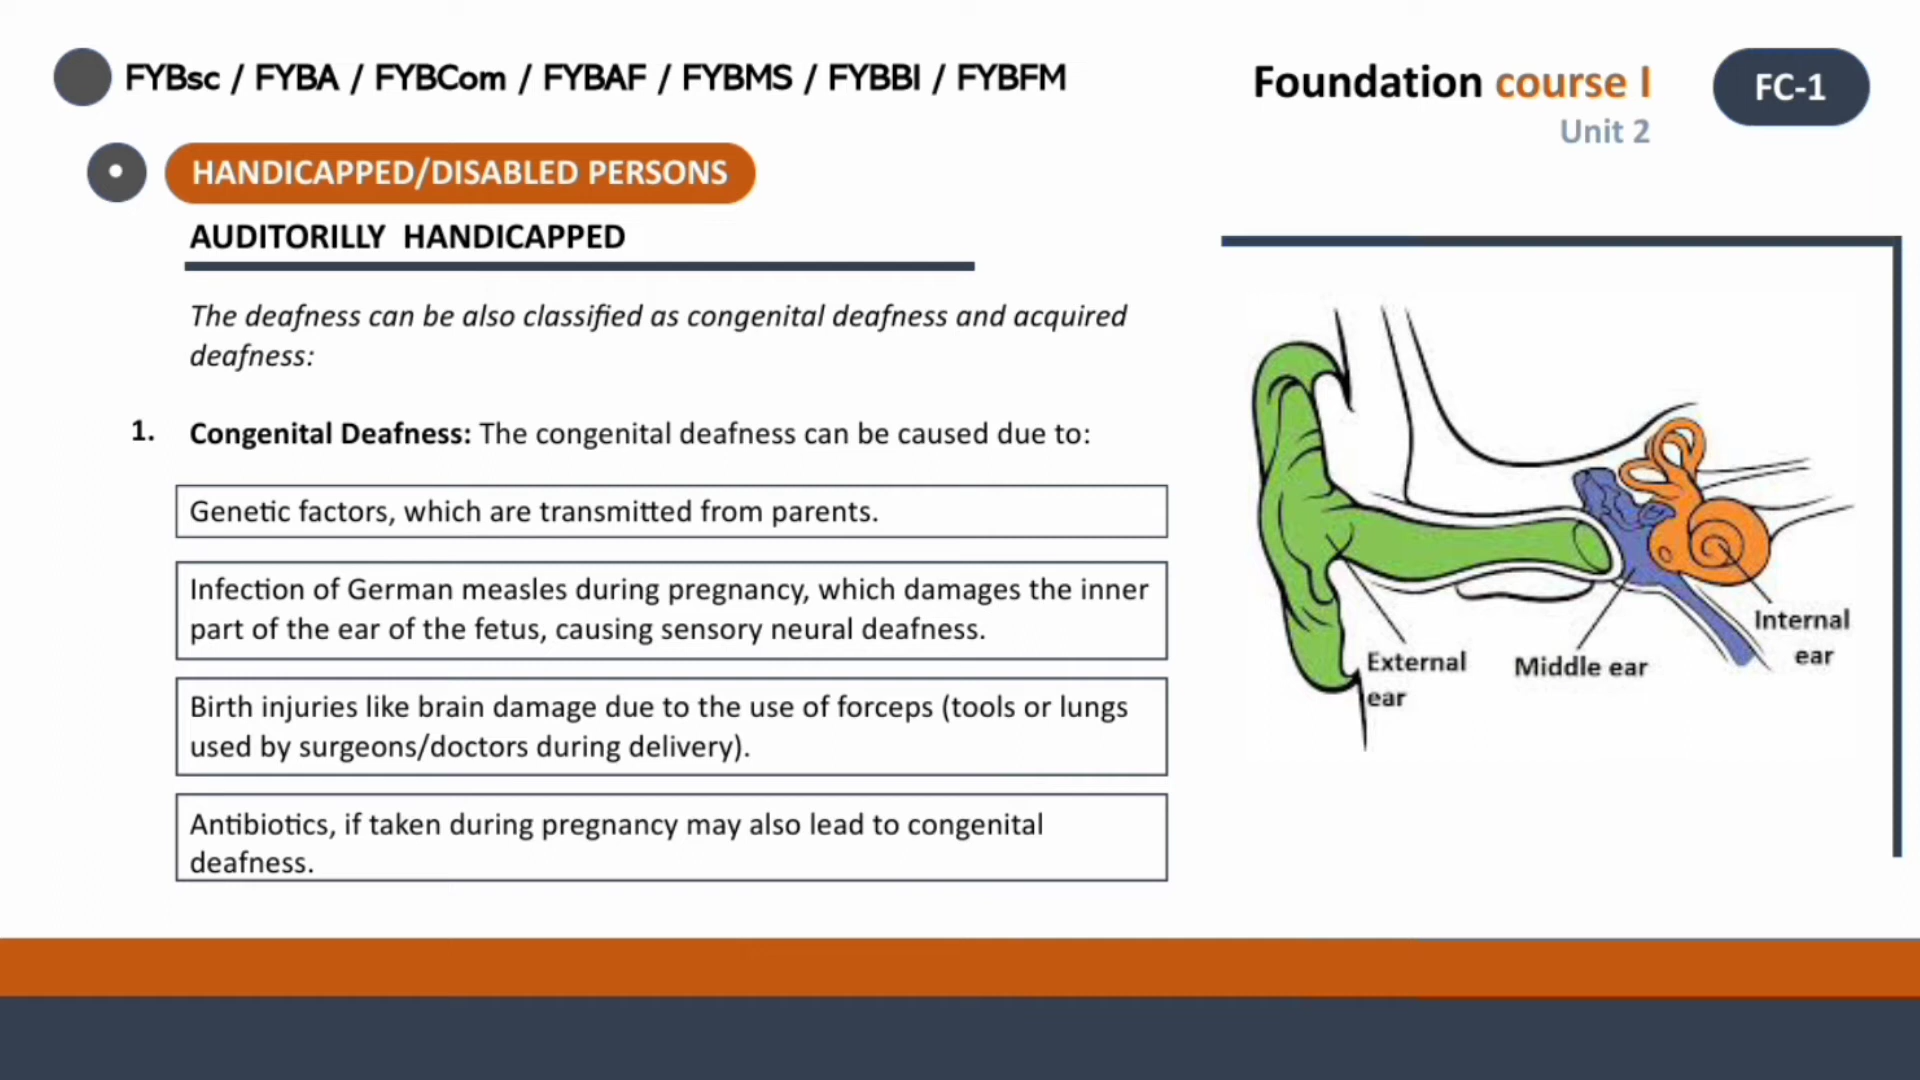 FYBsc / FYBA / FYBCom / FYBAF / FYBMS / FYBBI / FYBFM
Foundation course I
FC-1
Unit 2
HANDICAPPED/DISABLED PERSONS
AUDITORILLY HANDICAPPED
The deafness can be also classified as congenital deafness and acquired
deafness:
1. Congenital Deafness: The congenital deafness can be caused due to:
Genetic factors, which are transmitted from parents.
Infection of German measles during pregnancy, which damages the inner
part of the ear of the fetus, causing sensory neural deafness.
Birth injuries like brain damage due to the use of forceps (tools or lungs
used by surgeons/doctors during delivery).
Antibiotics, if taken during pregnancy may also lead to congenital
deafness.
External
ear
Middle ear
Internal
ear